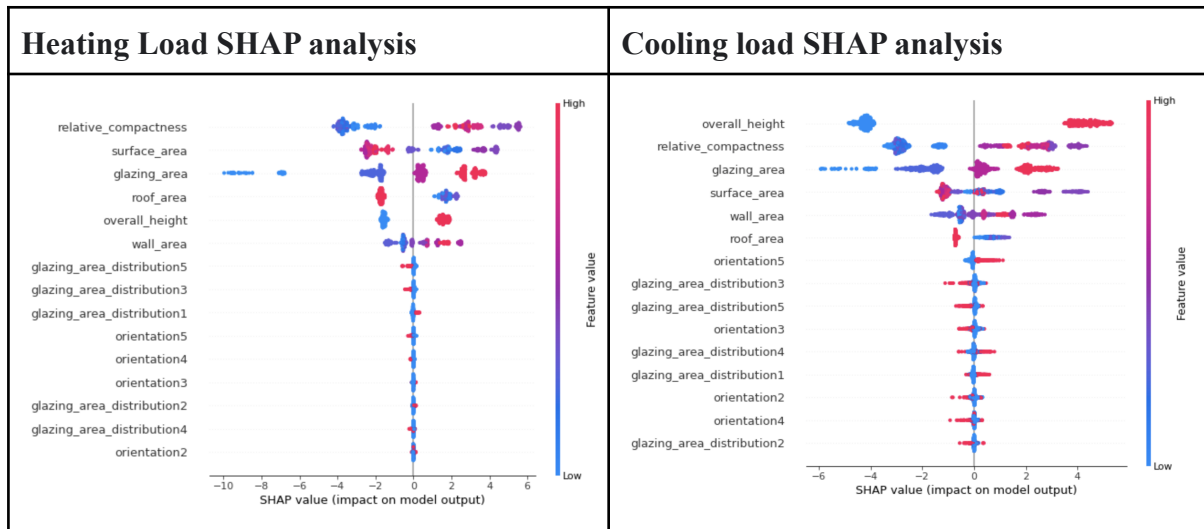 Heating Load SHAP analysis
Cooling load SHAP analysis
High
relative_compactness
surface_area
glazing_area
roof_area
overall_height
wall_area
glazing_area_distribution5
glazing_area_distribution3
glazing_area_distribution1
orientation5
orientation4
orientation3
glazing_area_distribution2
glazing_area_distribution4
orientation2
Feature value
Low
−10 −8 −6 −4 −2 0 2 4 6
SHAP value (impact on model output)
High
overall_height
relative_compactness
glazing_area
surface_area
wall_area
roof_area
orientation5
glazing_area_distribution3
glazing_area_distribution5
orientation3
glazing_area_distribution4
glazing_area_distribution1
orientation2
orientation4
glazing_area_distribution2
Feature value
Low
−6 −4 −2 0 2 4
SHAP value (impact on model output)